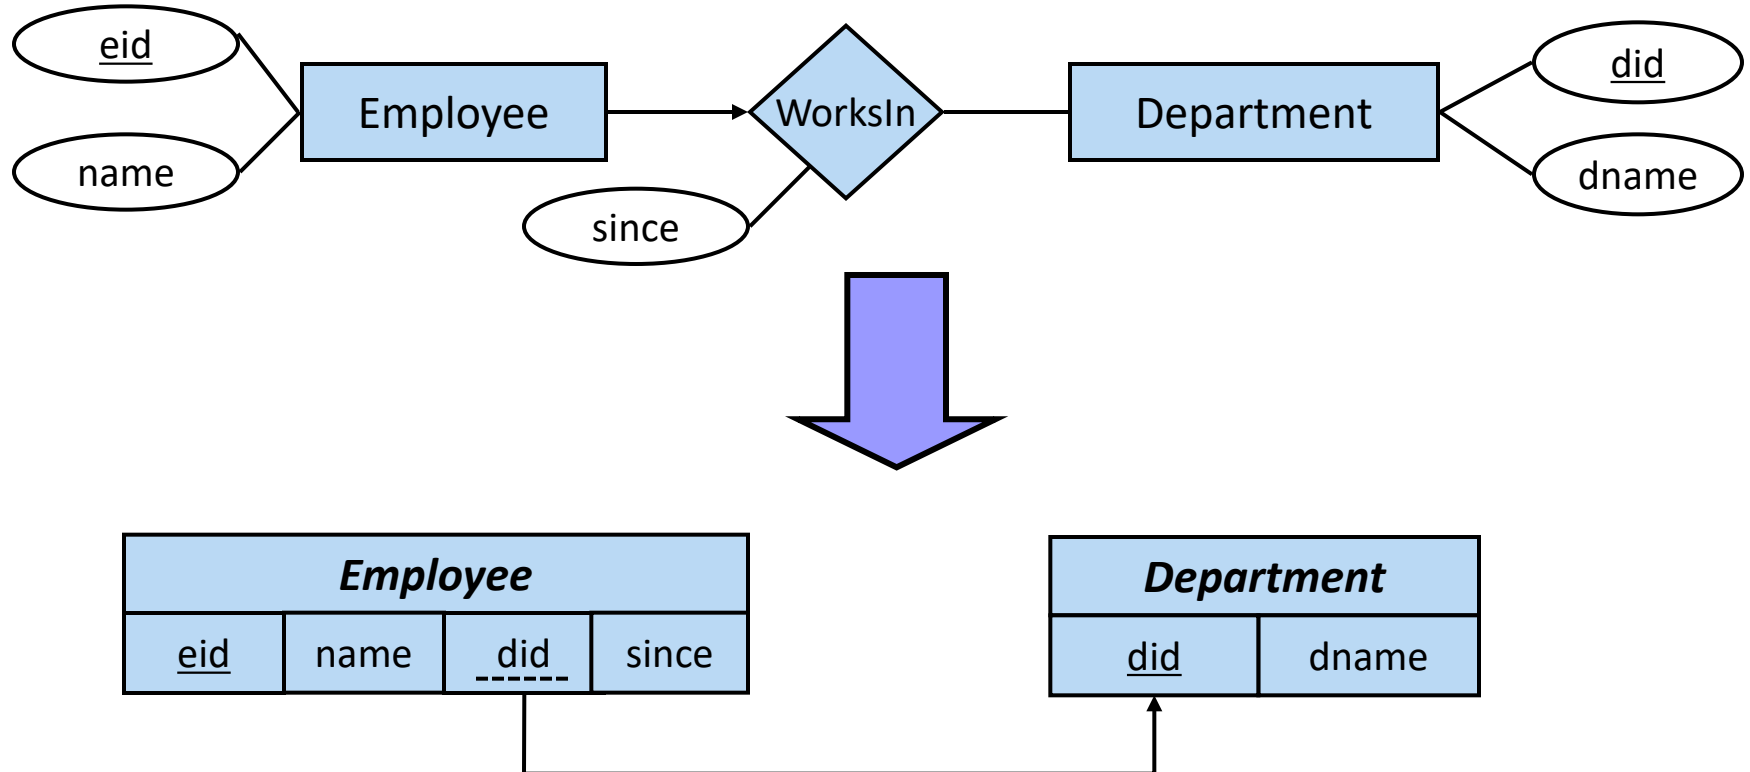 eid
name
Employee
WorksIn
since
Department
did
dname
Employee
eid name did since
Department
did dname